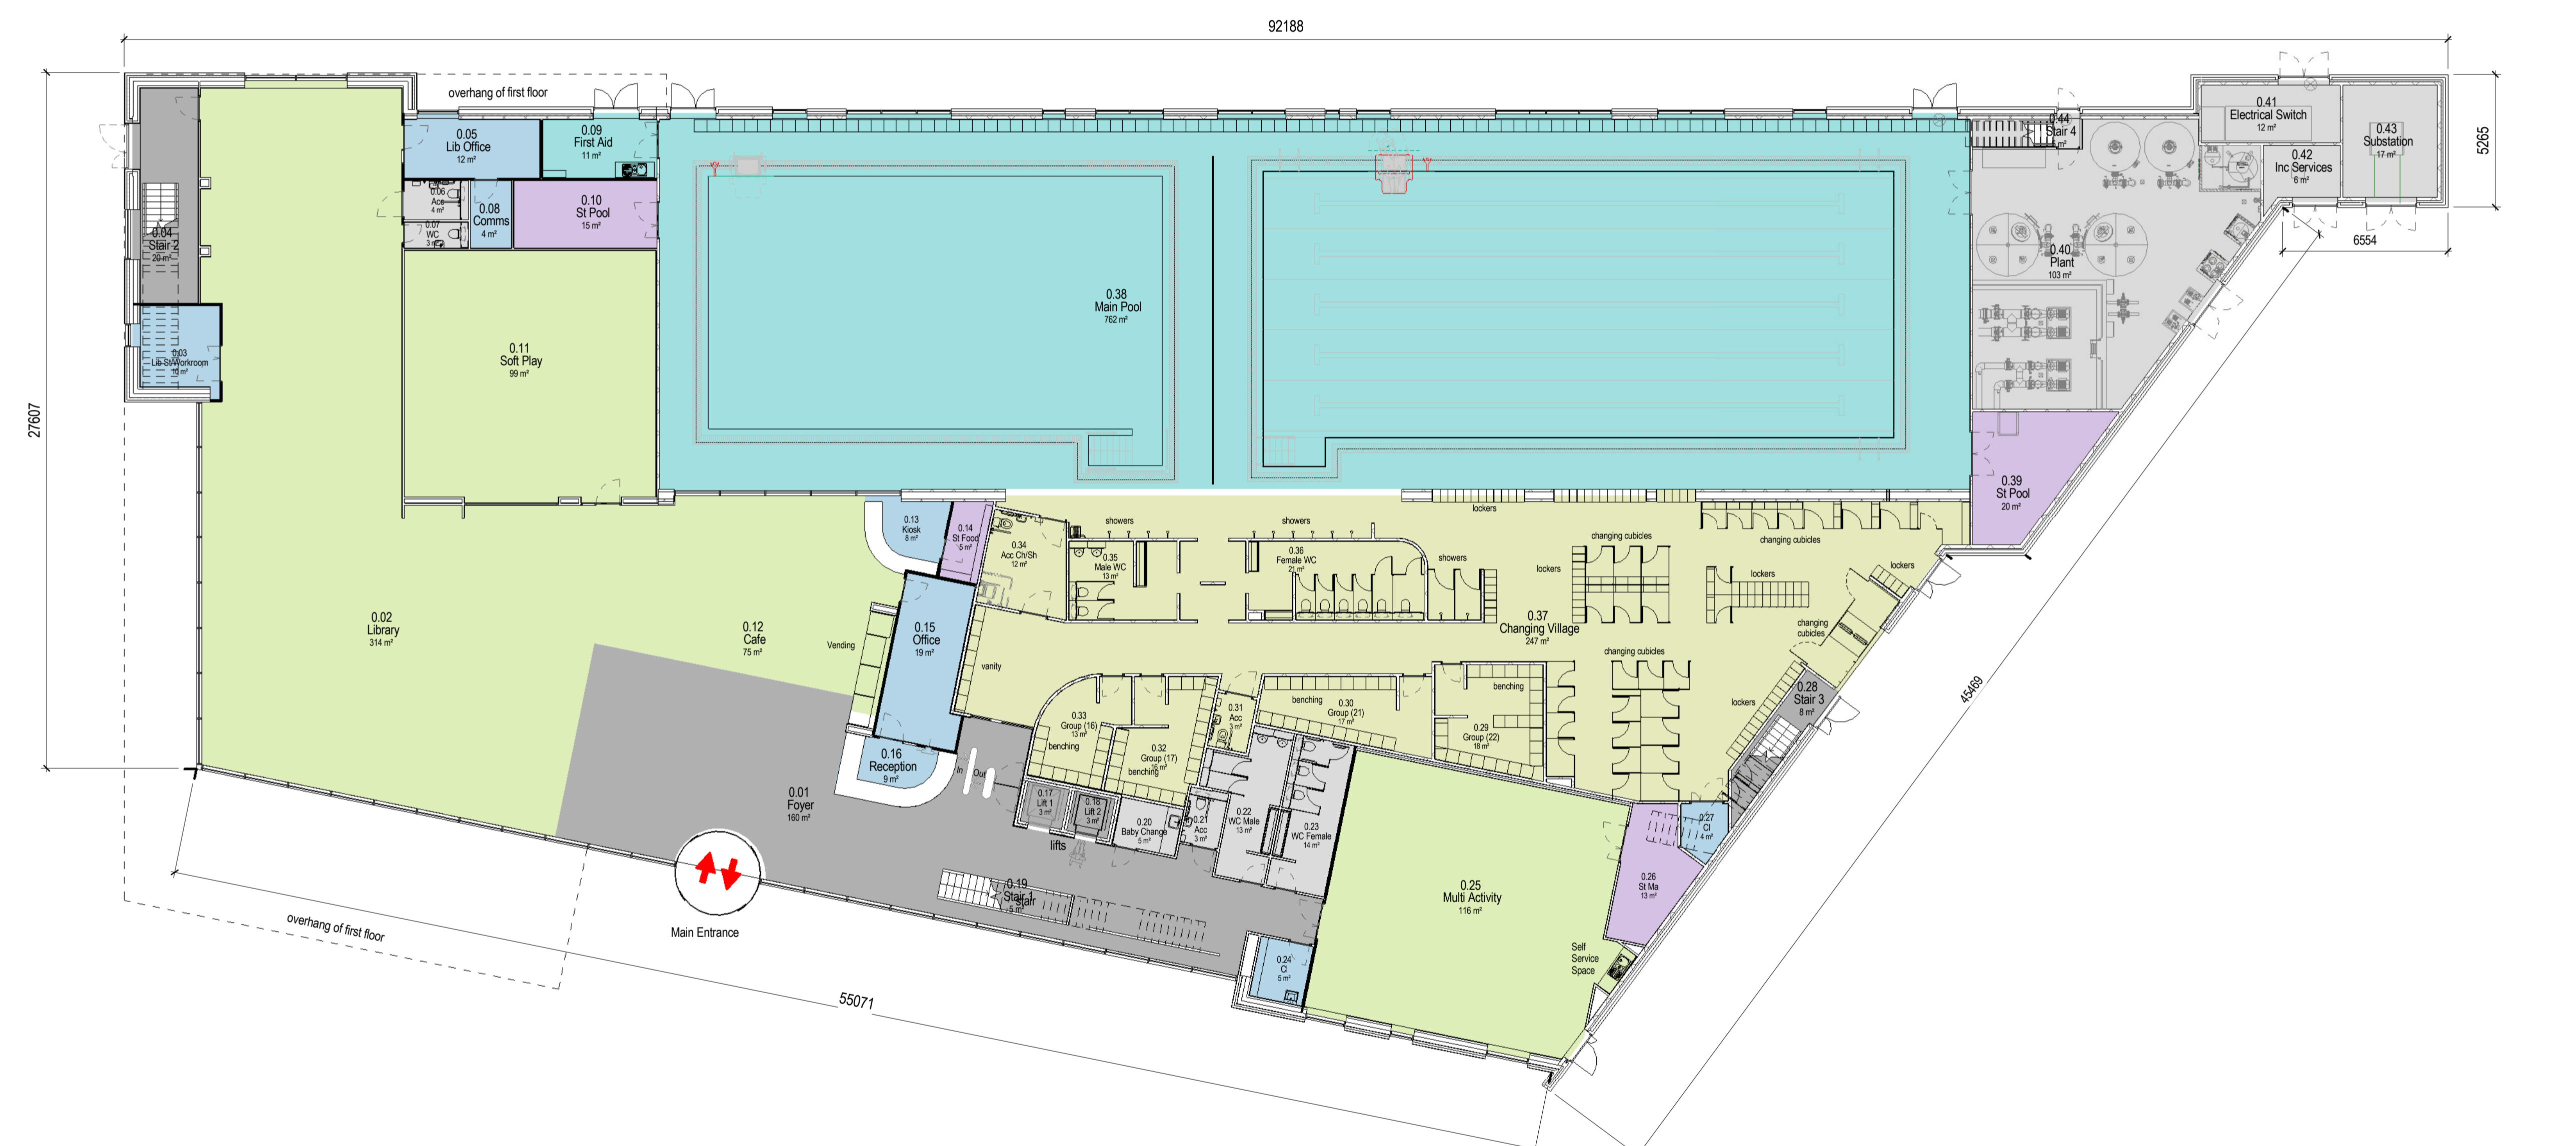 92188
overhang of first floor
0.05
Lib Office
12 m²
0.09
First Aid
11 m²
0.44
Stair 4
m²
0.41
Electrical Switch
12 m²
0.43
Substation
17 m²
5265
0.42
Inc Services
6 m²
0.06
Acc
4 m²
0.07
WC
3 m²
0.08
Comms
4 m²
0.10
St Pool
15 m²
0.04
Stair 2
20 m²
6554
0.40
Plant
103 m²
0.38
Main Pool
762 m²
0.03
Lib St/Workroom
10 m²
0.11
Soft Play
99 m²
27607
0.39
St Pool
20 m²
0.13
Kiosk
8 m²
0.14
St Food
5 m²
showers
showers
lockers
changing cubicles
changing cubicles
0.34
Acc Ch/Sh
12 m²
0.35
Male WC
13 m²
0.36
Female WC
21 m²
showers
lockers
lockers
lockers
0.02
Library
314 m²
0.12
Cafe
75 m²
Vending
0.15
Office
19 m²
0.37
Changing Village
247 m²
changing
cubicles
changing cubicles
vanity
benching
benching
0.28
Stair 3
8 m²
45469
lockers
0.33
Group (16)
13 m²
benching
0.32
Group (17)
16 m²
benching
0.31
Acc
3 m²
0.30
Group (21)
17 m²
0.29
Group (22)
18 m²
0.16
Reception
9 m²
In
Out
0.01
Foyer
160 m²
0.17
Lift 1
3 m²
0.18
Lift 2
3 m²
lifts
0.20
Baby Change
5 m²
0.21
Acc
3 m²
0.22
WC Male
13 m²
0.23
WC Female
14 m²
0.27
Cl
4 m²
0.26
St Ma
13 m²
0.19
Stair 1
5 m²
stair
0.25
Multi Activity
116 m²
Main Entrance
overhang of first floor
0.24
Cl
5 m²
Self
Service
Space
55071